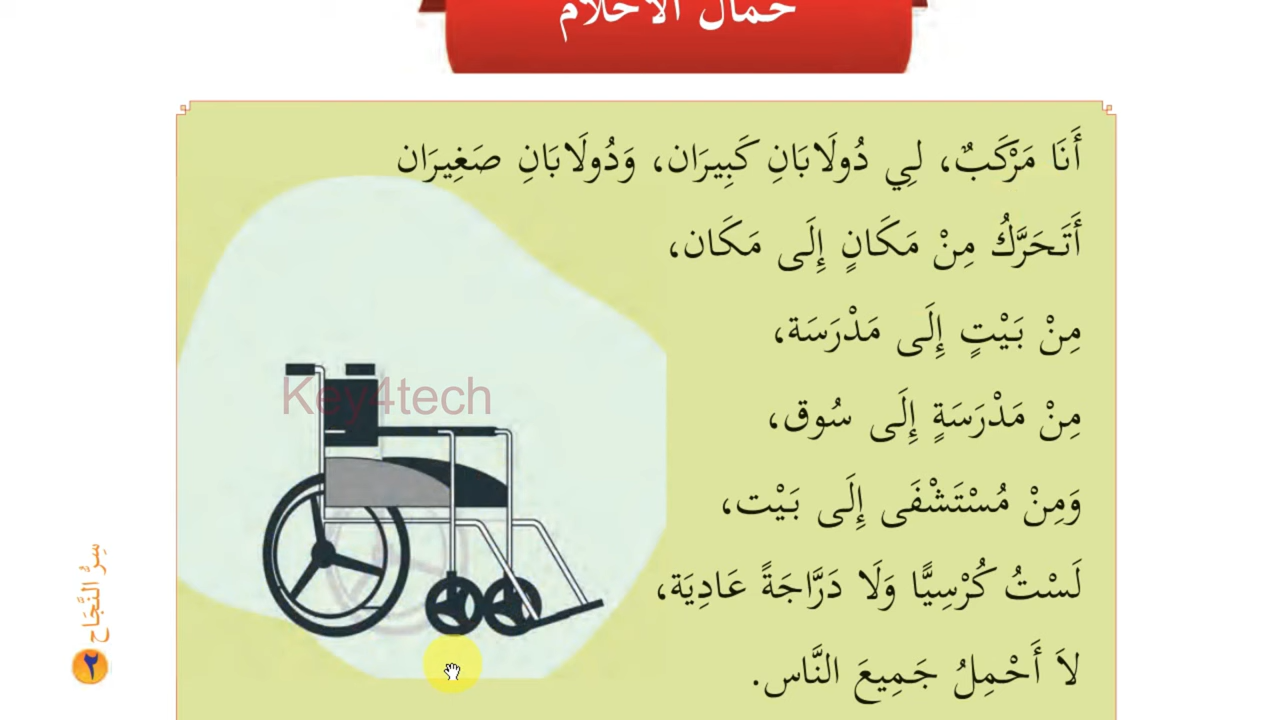 حمال الأحلام
أَنَا مَرْكَبٌ، لِي دُولَابَانِ كَبِيرَان، وَدُولَابَانِ صَغِيرَان
أَتَحَرَّكُ مِنْ مَكَانٍ إِلَى مَكَان،
مِنْ بَيْتٍ إِلَى مَدْرَسَة،
مِنْ مَدْرَسَةٍ إِلَى سُوق،
وَمِنْ مُسْتَشْفَى إِلَى بَيْت،
لَسْتُ كُرْسِيًّا وَلَا دَرَّاجَةً عَادِيَة،
لاَ أَحْمِلُ جَمِيعَ النَّاس.
Key4tech
سِرُّ النَّجَاح
٢